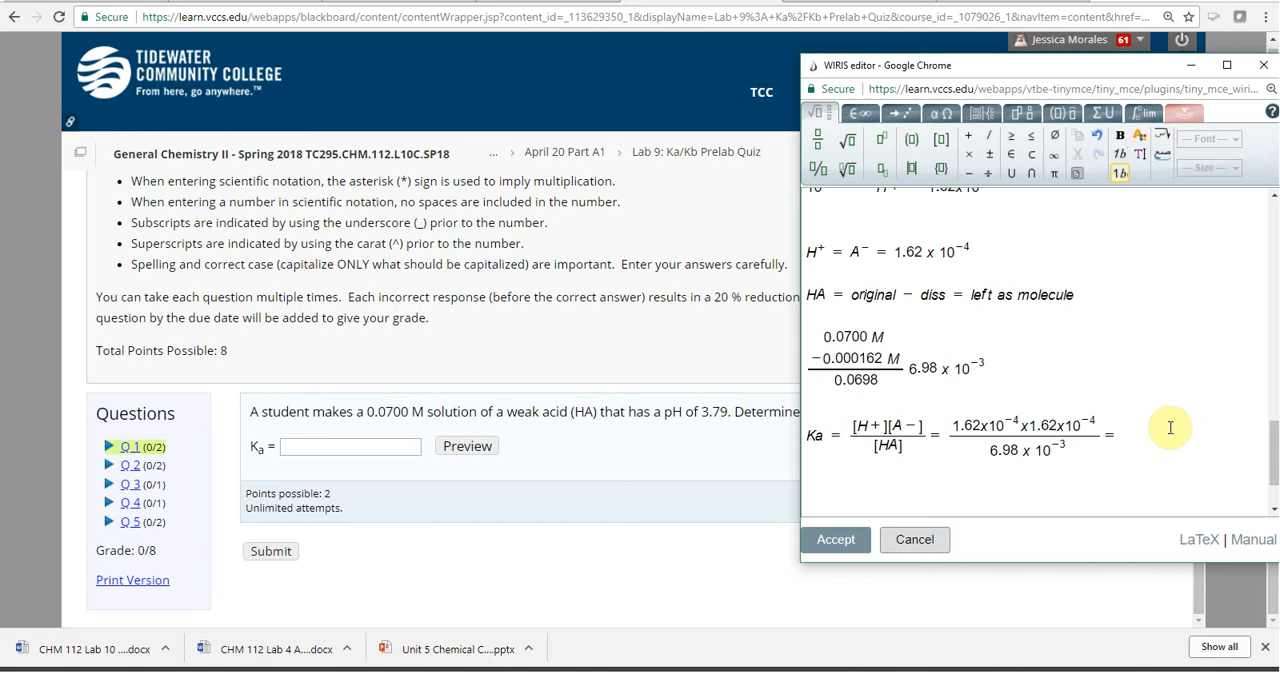 Secure https://learn.vccs.edu/webapps/blackboard/content/contentWrapper.jsp?content_id=_113629350_1&displayName=Lab+9%3A+Ka%2FKb+Prelab+Quiz&course_id=_1079026_1&navItem=content&href=...
TIDEWATER
COMMUNITY COLLEGE
From here, go anywhere.™
Jessica Morales 61
TCC
General Chemistry II - Spring 2018 TC295.CHM.112.L10C.SP18 ... > April 20 Part A1 > Lab 9: Ka/Kb Prelab Quiz
• When entering scientific notation, the asterisk (*) sign is used to imply multiplication.
• When entering a number in scientific notation, no spaces are included in the number.
• Subscripts are indicated by using the underscore (_) prior to the number.
• Superscripts are indicated by using the carat (^) prior to the number.
• Spelling and correct case (capitalize ONLY what should be capitalized) are important. Enter your answers carefully.
You can take each question multiple times. Each incorrect response (before the correct answer) results in a 20 % reduction
question by the due date will be added to give your grade.
Total Points Possible: 8
Questions
Q 1 (0/2)
Q 2 (0/2)
Q 3 (0/1)
Q 4 (0/1)
Q 5 (0/2)
Grade: 0/8
Print Version
A student makes a 0.0700 M solution of a weak acid (HA) that has a pH of 3.79. Determine
Ka = Preview
Points possible: 2
Unlimited attempts.
Submit
WIRIS editor - Google Chrome
Secure https://learn.vccs.edu/webapps/vtbe-tinymce/tiny_mce/plugins/tiny_mce_wiri...
Font
Size
H⁺ = A⁻ = 1.62 x 10⁻⁴
HA = original − diss = left as molecule
0.0700 M
−0.000162 M
0.0698
6.98 x 10⁻³
Ka = [H+][A−] / [HA] = 1.62x10⁻⁴x1.62x10⁻⁴ / 6.98 x 10⁻³ =
Accept Cancel LaTeX | Manual
CHM 112 Lab 10 ....docx CHM 112 Lab 4 A....docx Unit 5 Chemical C....pptx Show all